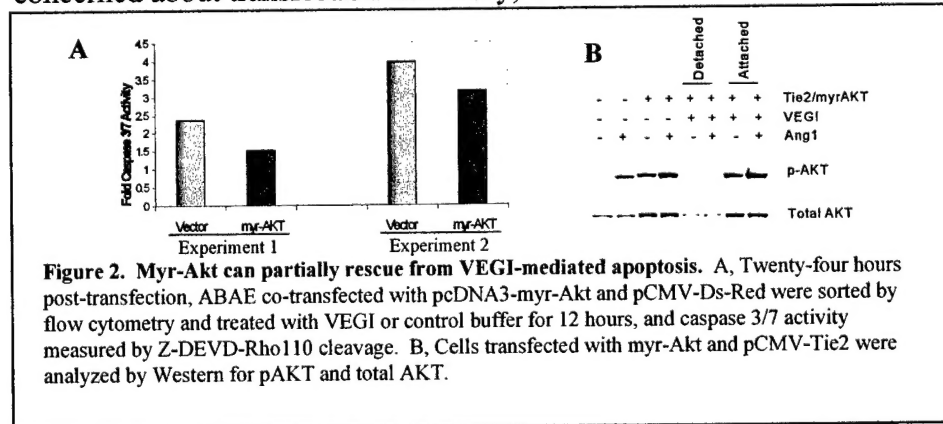 A
Fold Caspase 3/7 Activity
4.5
4
3.5
3
2.5
2
1.5
1
0.5
0
Vector myr-AKT Vector myr-AKT
Experiment 1 Experiment 2
B
Detached Attached
- - + + + + + + Tie2/myrAKT
- - - - + + + + VEGI
- + - + - + - + Ang1
p-AKT
Total AKT
Figure 2. Myr-Akt can partially rescue from VEGI-mediated apoptosis. A, Twenty-four hours
post-transfection, ABAE co-transfected with pcDNA3-myr-Akt and pCMV-Ds-Red were sorted by
flow cytometry and treated with VEGI or control buffer for 12 hours, and caspase 3/7 activity
measured by Z-DEVD-Rho110 cleavage. B, Cells transfected with myr-Akt and pCMV-Tie2 were
analyzed by Western for pAKT and total AKT.